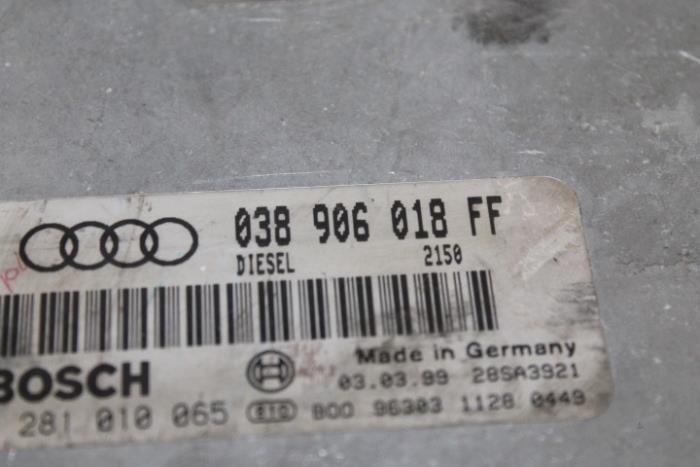 038 906 018 FF
DIESEL 2150
BOSCH Made in Germany
03.03.99 28SA3921
281 010 065 BOO 96303 1128 0449